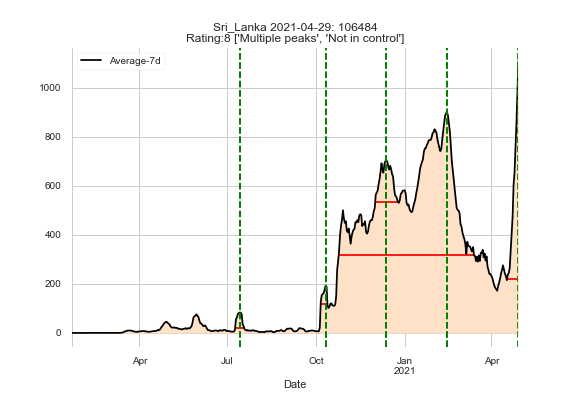 Sri_Lanka 2021-04-29: 106484
Rating:8 ['Multiple peaks', 'Not in control']
Average-7d
1000
800
600
400
200
0
Apr
Jul
Oct
Jan
2021
Apr
Date